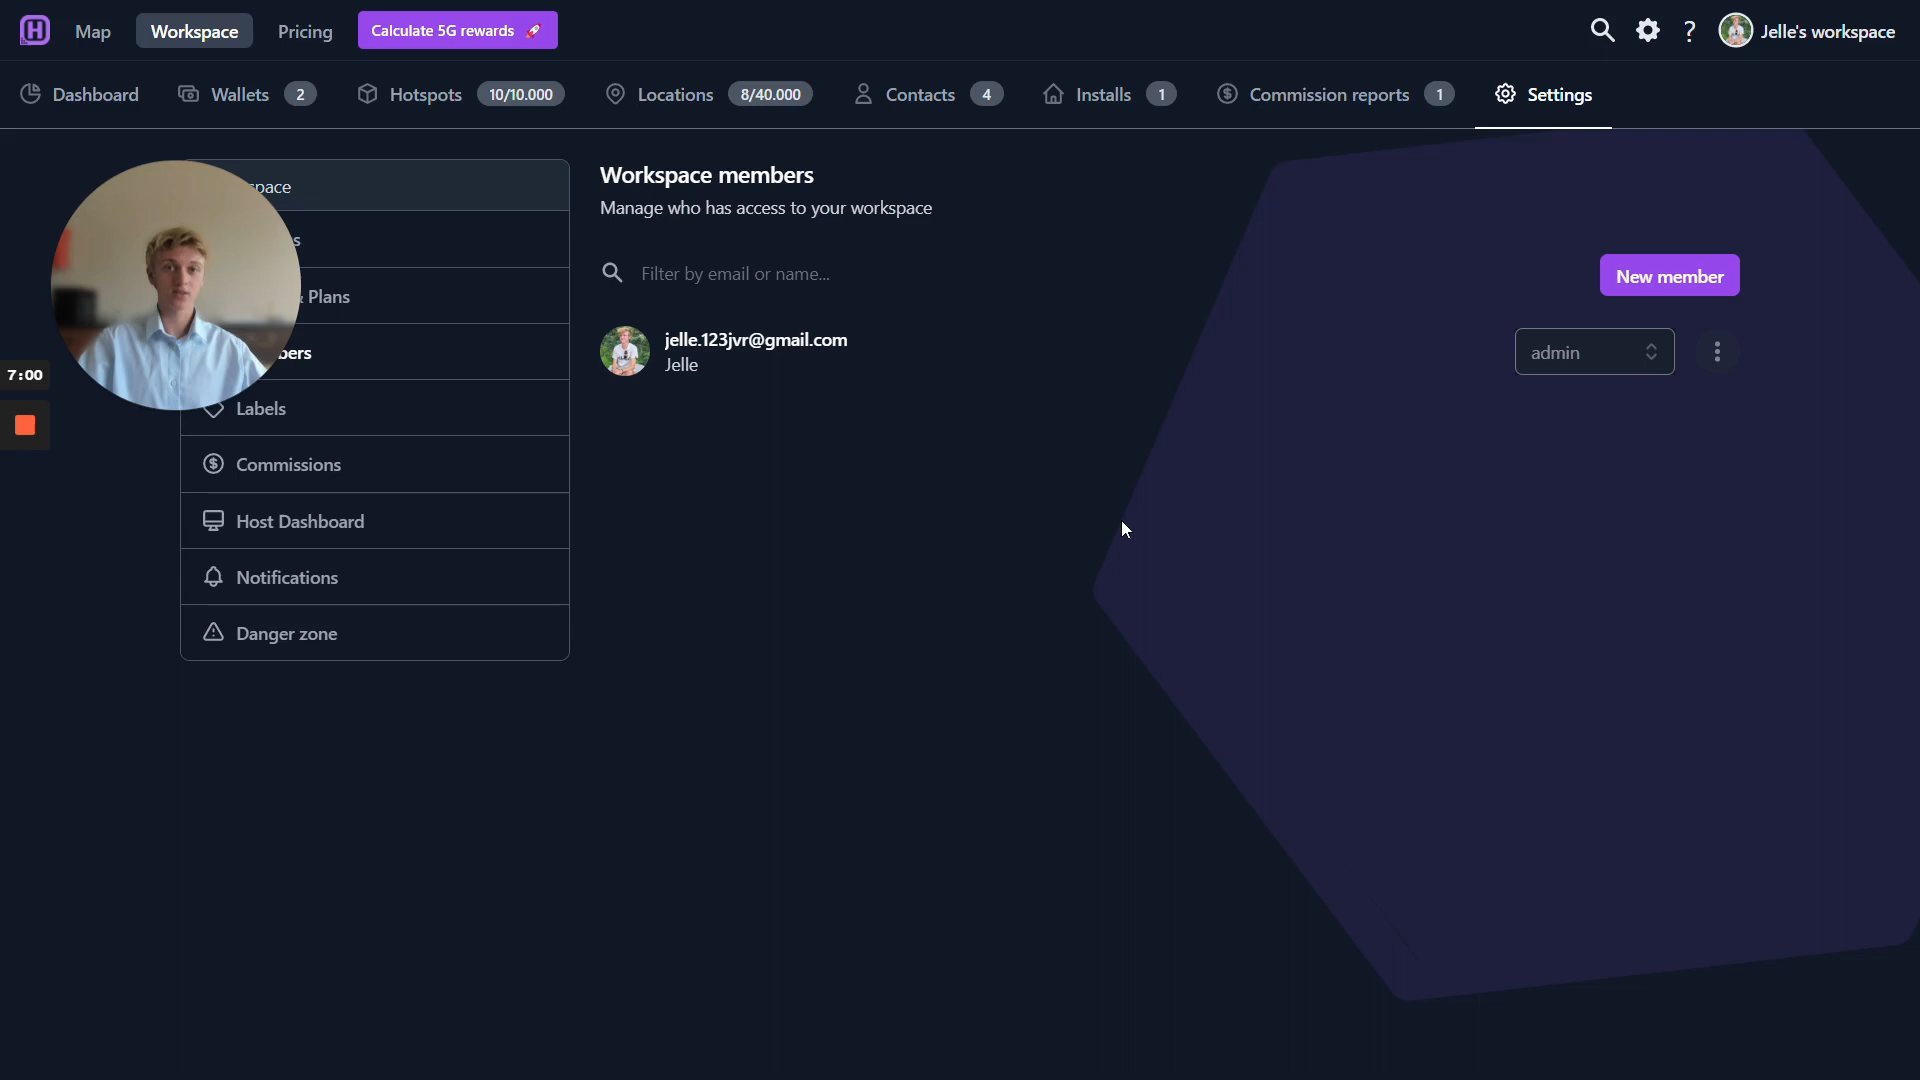 H
Map
Workspace
Pricing
Calculate 5G rewards
?
Jelle's workspace
Dashboard
Wallets 2
Hotspots 10/10.000
Locations 8/40.000
Contacts 4
Installs 1
Commission reports 1
Settings
space
s
Plans
bers
Labels
Commissions
Host Dashboard
Notifications
Danger zone
7:00
Workspace members
Manage who has access to your workspace
Filter by email or name...
New member
jelle.123jvr@gmail.com
Jelle
admin